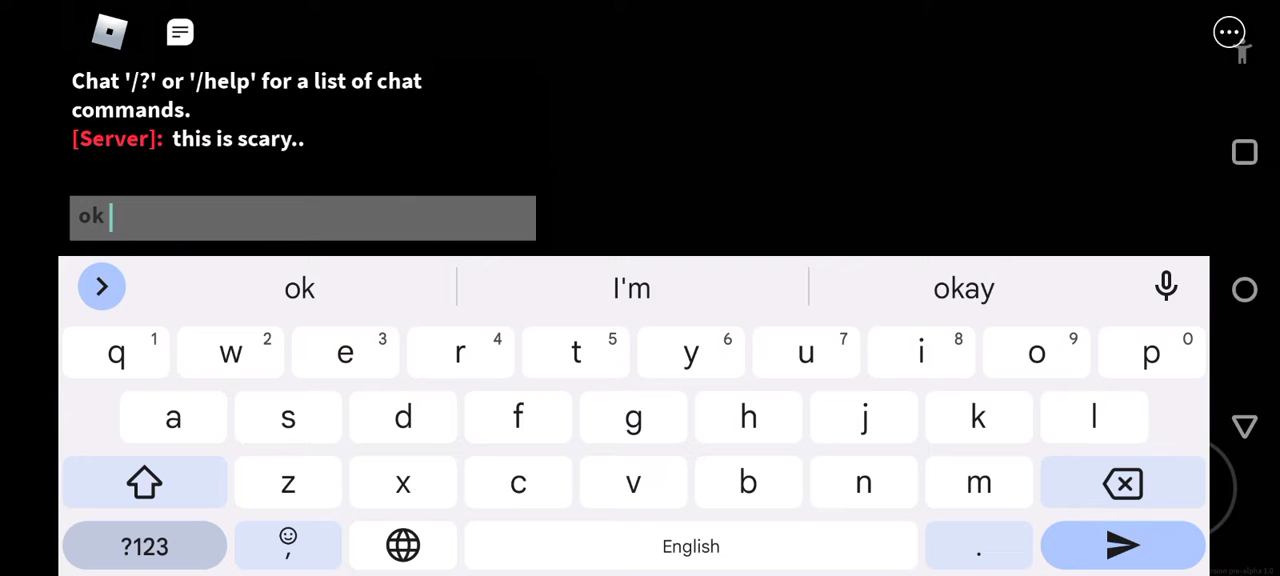 Chat '/?' or '/help' for a list of chat
commands.
[Server]: this is scary..
ok
ok I'm okay
q 1 w 2 e 3 r 4 t 5 y 6 u 7 i 8 o 9 p 0
a s d f g h j k l
z x c v b n m
?123 , English .